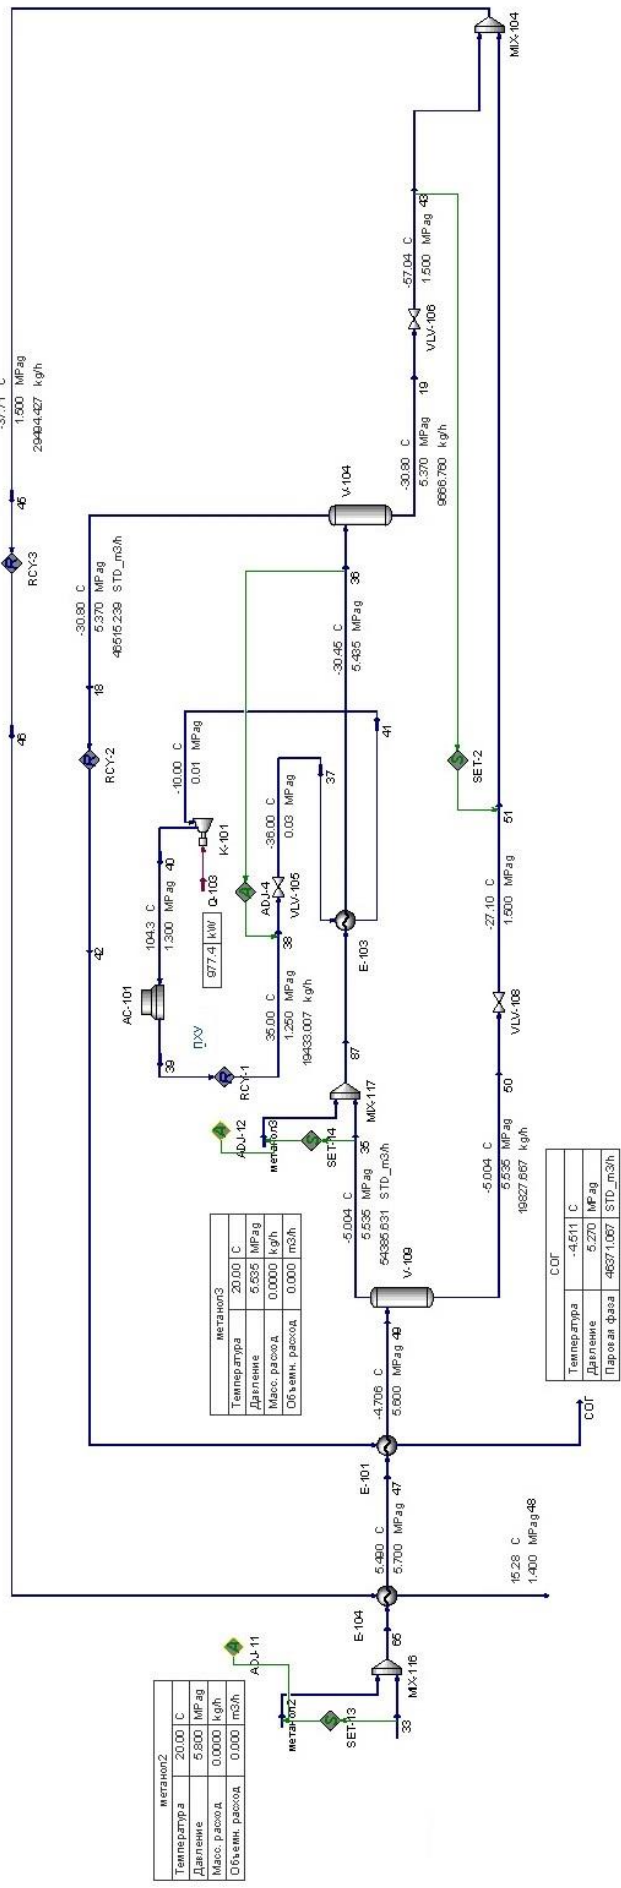 метанол2
Температура 20.00 C
Давление 5.800 MPag
Масс. расход 0.0000 kg/h
Объемн. расход 0.000 m3/h
метанол2
ADJ-11
SET-13
33
MIX-116
65
E-104
15.28 C
1.400 MPag 48
5.490 C
5.700 MPag
47
E-101
СОГ
-4.706 C
5.600 MPag 49
V-109
метанол3
Температура 20.00 C
Давление 5.535 MPag
Масс. расход 0.0000 kg/h
Объемн. расход 0.000 m3/h
СОГ
Температура -4.511 C
Давление 5.270 MPag
Паровая фаза 46371.067 STD_m3/h
-5.004 C
5.535 MPag
54385.631 STD_m3/h
35
-5.004 C
5.535 MPag
19827.667 kg/h
50
ADJ-12
метанол3
SET-14
MIX-117
87
VLV-108
-27.10 C
1.500 MPag
51
SET-2
39
AC-101
ПХУ
RCY-1
35.00 C
1.250 MPag
19433.007 kg/h
38
104.3 C
1.300 MPag 40
977.4 kW
Q-103
K-101
ADJ-4
VLV-105
E-103
-36.00 C
0.03 MPag
37
-10.00 C
0.01 MPag
41
42
RCY-2
18
-30.80 C
5.370 MPag
46515.239 STD_m3/h
-30.45 C
5.435 MPag
36
V-104
-30.80 C
5.370 MPag
9666.760 kg/h
19
VLV-106
-57.04 C
1.500 MPag
43
46
RCY-3
45
1.500 MPag
29494.427 kg/h
MIX-104